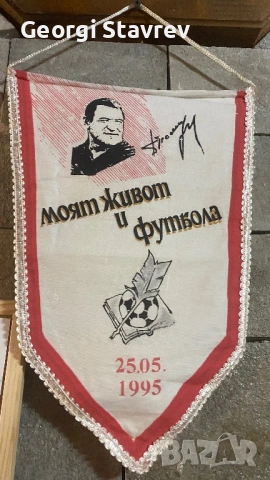 Georgi Stavrev
моят живот
и
футбола
25.05.
1995
BAZAR